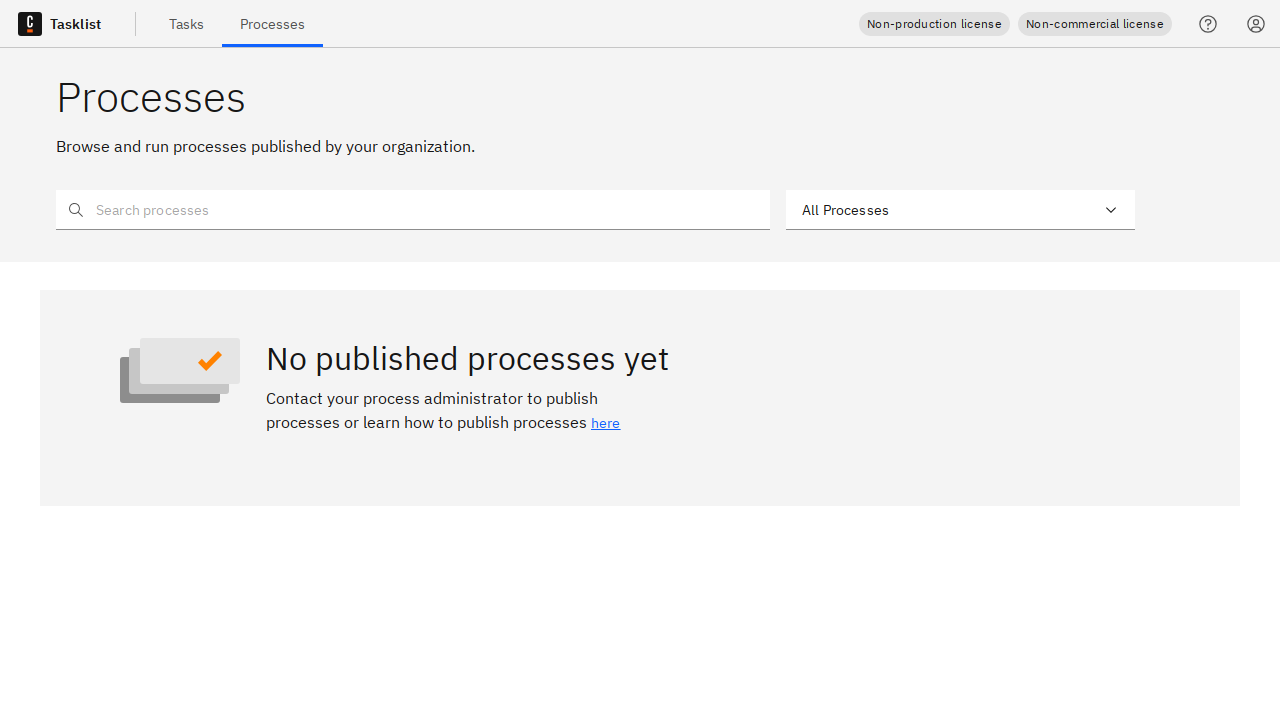 Tasklist
Tasks
Processes
Non-production license
Non-commercial license
Processes
Browse and run processes published by your organization.
Search processes
All Processes
No published processes yet
Contact your process administrator to publish
processes or learn how to publish processes here